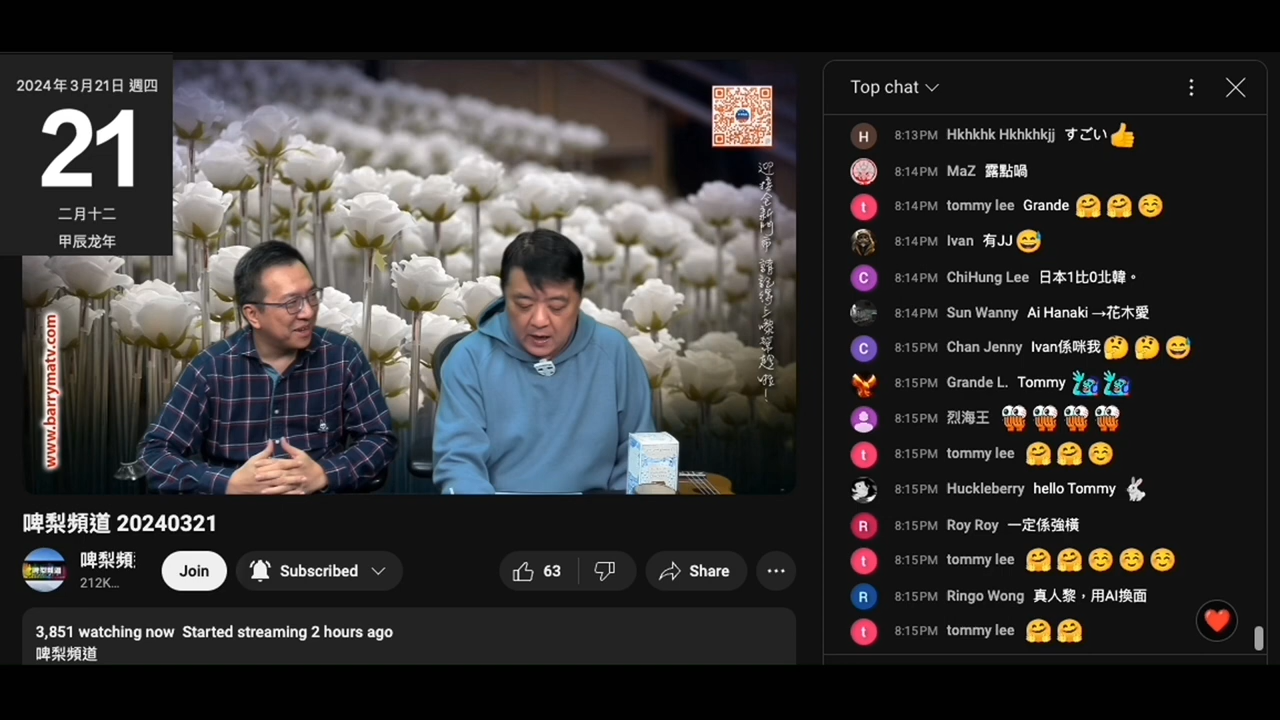 2024年3月21日 週四
21
二月十二
甲辰龙年
www.barrymatv.com
啤梨頻道 20240321
啤梨頻
212K...
Join
Subscribed
63
Share
3,851 watching now Started streaming 2 hours ago
啤梨頻道
Top chat
H 8:13PM Hkhkhk Hkhkhkjj すごい👍
8:14PM MaZ 露點喎
t 8:14PM tommy lee Grande 🤗🤗☺️
8:14PM Ivan 有JJ😅
C 8:14PM ChiHung Lee 日本1比0北韓。
8:14PM Sun Wanny Ai Hanaki →花木愛
C 8:15PM Chan Jenny Ivan係咪我🤔🤔😅
8:15PM Grande L. Tommy
8:15PM 烈海王
t 8:15PM tommy lee 🤗🤗☺️
8:15PM Huckleberry hello Tommy 🐇
R 8:15PM Roy Roy 一定係強橫
t 8:15PM tommy lee 🤗🤗☺️☺️☺️
R 8:15PM Ringo Wong 真人黎，用AI換面
t 8:15PM tommy lee 🤗🤗